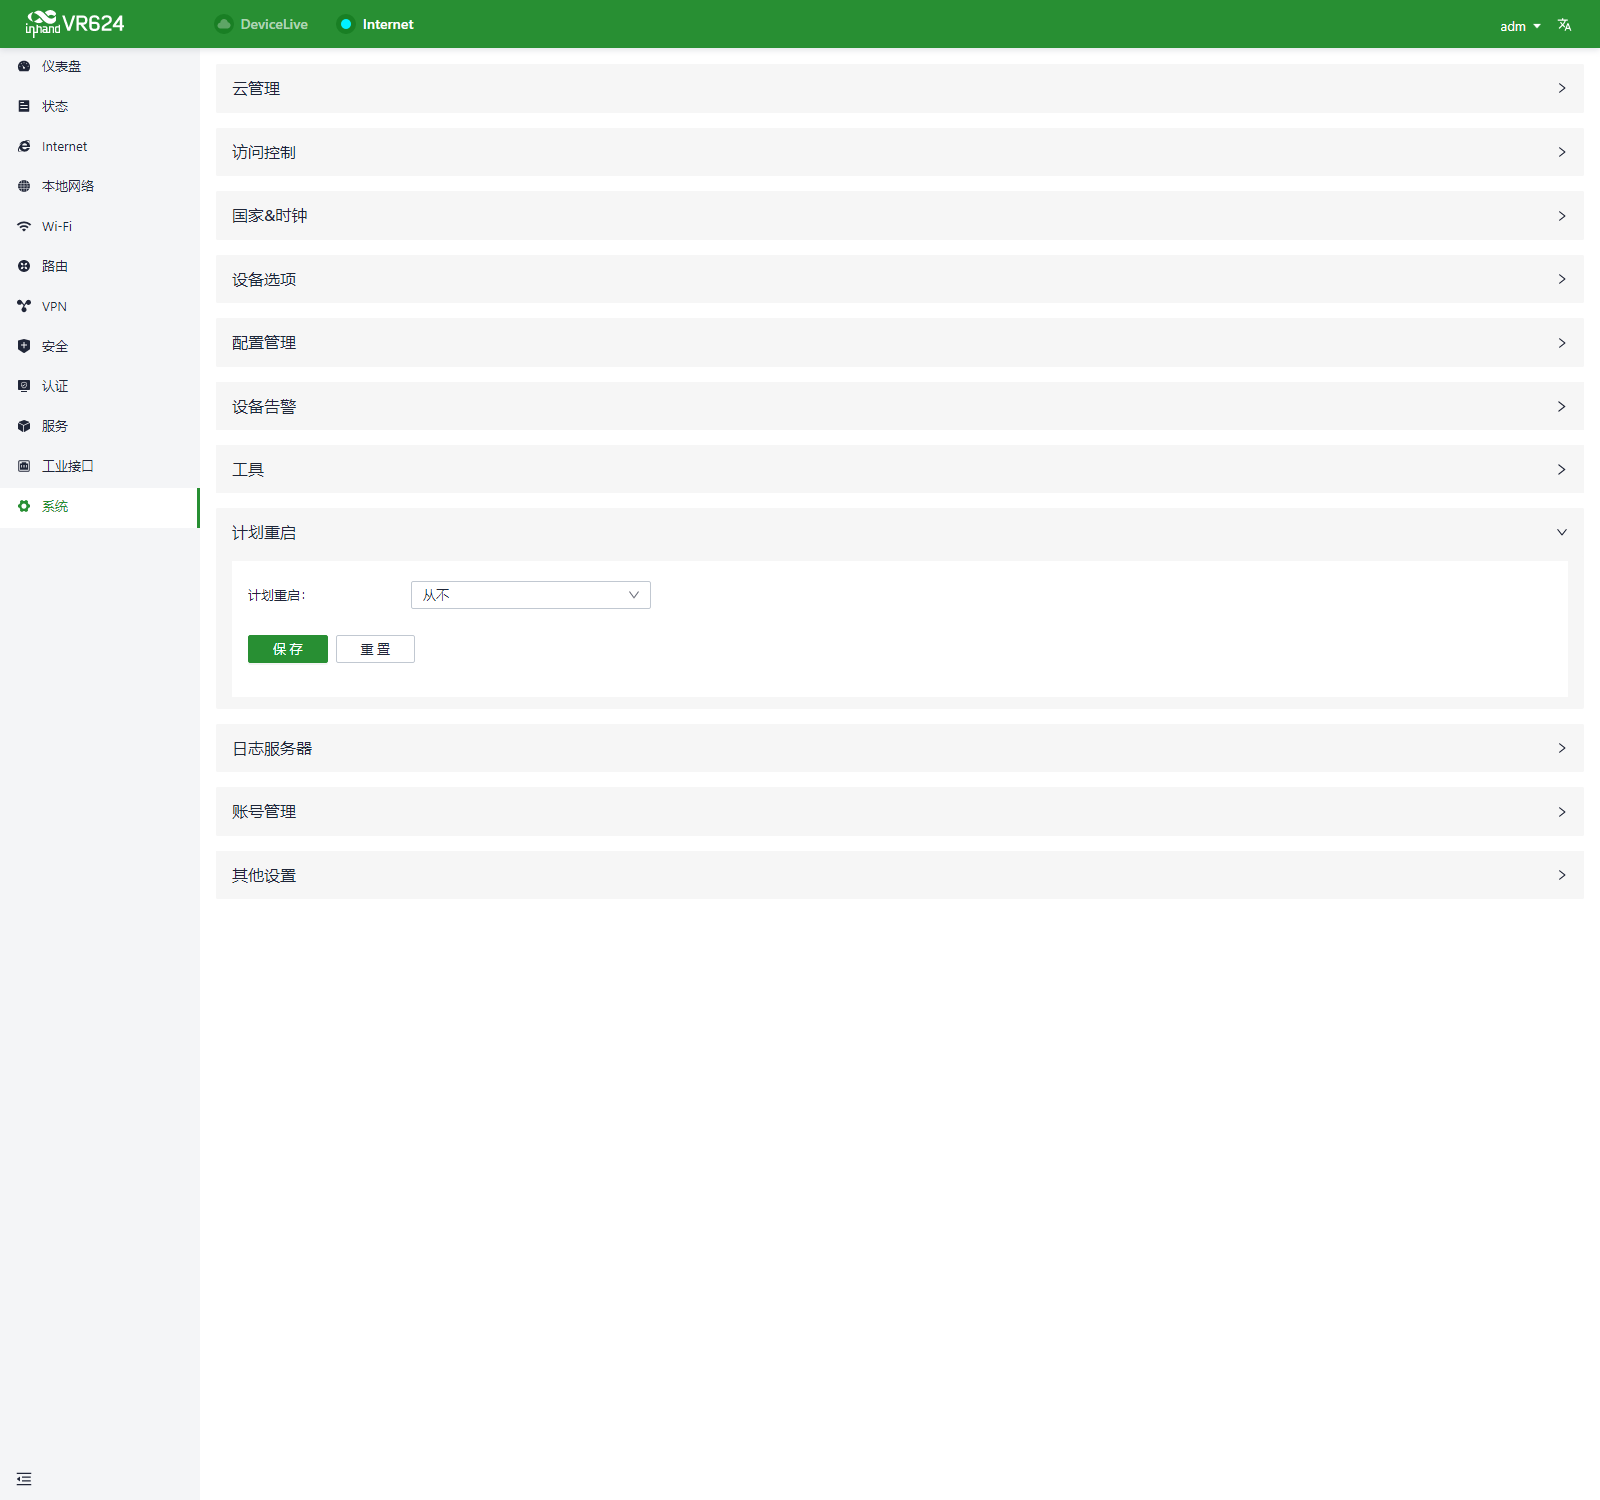 inhand VR624
DeviceLive
Internet
adm
仪表盘
状态
Internet
本地网络
Wi-Fi
路由
VPN
安全
认证
服务
工业接口
系统
云管理
访问控制
国家&时钟
设备选项
配置管理
设备告警
工具
计划重启
计划重启：
从不
保 存
重 置
日志服务器
账号管理
其他设置